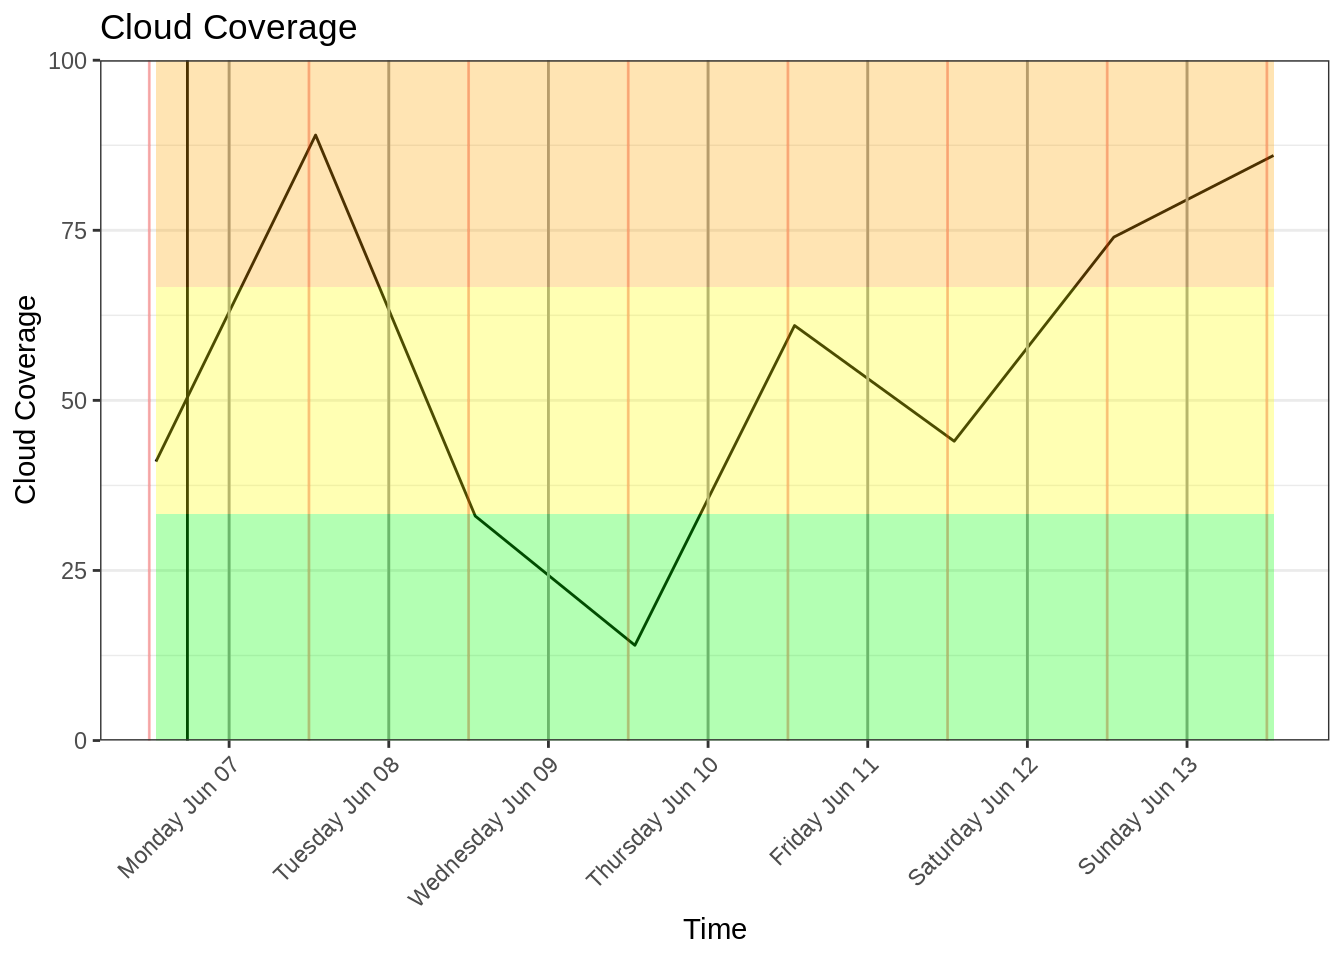 Cloud Coverage
Cloud Coverage
100
75
50
25
0
Monday Jun 07
Tuesday Jun 08
Wednesday Jun 09
Thursday Jun 10
Friday Jun 11
Saturday Jun 12
Sunday Jun 13
Time